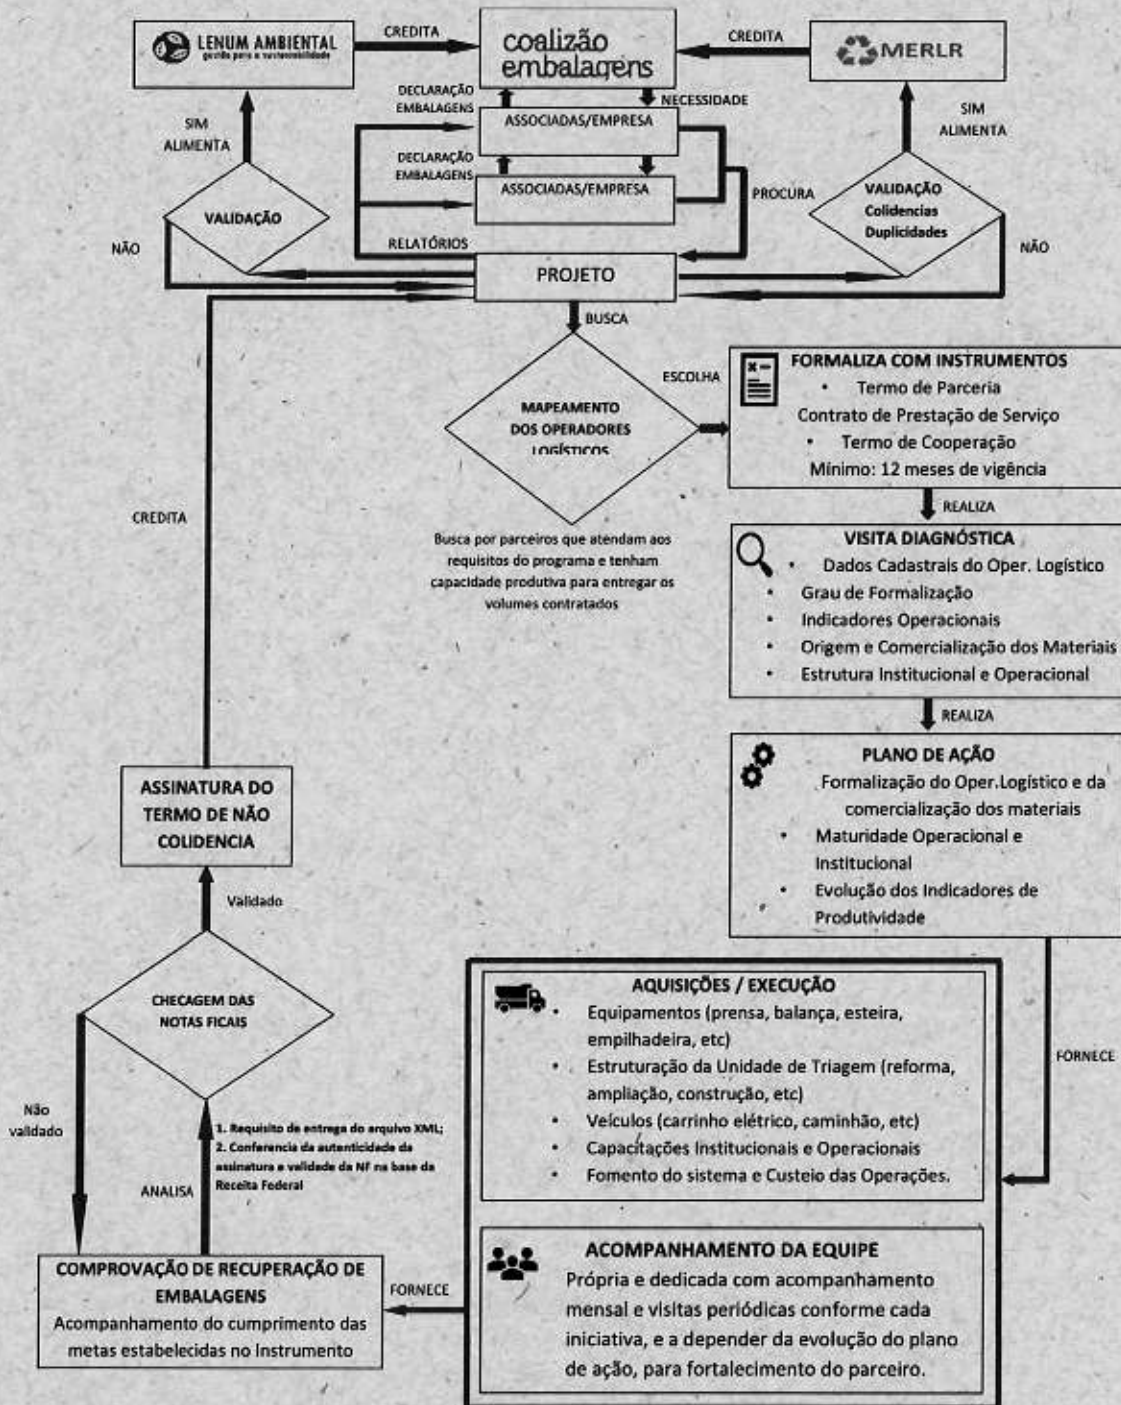 LENUM AMBIENTAL
gestão para a sustentabilidade
CREDITA
coalizão
embalagens
CREDITA
MERLR
DECLARAÇÃO
EMBALAGENS
NECESSIDADE
SIM
ALIMENTA
ASSOCIADAS/EMPRESA
SIM
ALIMENTA
DECLARAÇÃO
EMBALAGENS
ASSOCIADAS/EMPRESA
PROCURA
VALIDAÇÃO
VALIDAÇÃO
Colidencias
Duplicidades
NÃO
RELATÓRIOS
NÃO
PROJETO
BUSCA
ESCOLHA
MAPEAMENTO
DOS OPERADORES
LOGÍSTICOS
Busca por parceiros que atendam aos
requisitos do programa e tenham
capacidade produtiva para entregar os
volumes contratados
FORMALIZA COM INSTRUMENTOS
• Termo de Parceria
Contrato de Prestação de Serviço
• Termo de Cooperação
Mínimo: 12 meses de vigência
REALIZA
VISITA DIAGNÓSTICA
• Dados Cadastrais do Oper. Logístico
• Grau de Formalização
• Indicadores Operacionais
• Origem e Comercialização dos Materiais
• Estrutura Institucional e Operacional
REALIZA
PLANO DE AÇÃO
Formalização do Oper.Logístico e da
comercialização dos materiais
• Maturidade Operacional e
Institucional
• Evolução dos Indicadores de
Produtividade
FORNECE
AQUISIÇÕES / EXECUÇÃO
• Equipamentos (prensa, balança, esteira,
empilhadeira, etc)
• Estruturação da Unidade de Triagem (reforma,
ampliação, construção, etc)
• Veículos (carrinho elétrico, caminhão, etc)
• Capacitações Institucionais e Operacionais
• Fomento do sistema e Custeio das Operações.
ACOMPANHAMENTO DA EQUIPE
Própria e dedicada com acompanhamento
mensal e visitas periódicas conforme cada
iniciativa, e a depender da evolução do plano
de ação, para fortalecimento do parceiro.
FORNECE
COMPROVAÇÃO DE RECUPERAÇÃO DE
EMBALAGENS
Acompanhamento do cumprimento das
metas estabelecidas no Instrumento
ANALISA
1. Requisito de entrega do arquivo XML;
2. Conferencia da autenticidade da
assinatura e validade da NF na base da
Receita Federal
Não
validado
CHECAGEM DAS
NOTAS FICAIS
Validado
ASSINATURA DO
TERMO DE NÃO
COLIDENCIA
CREDITA